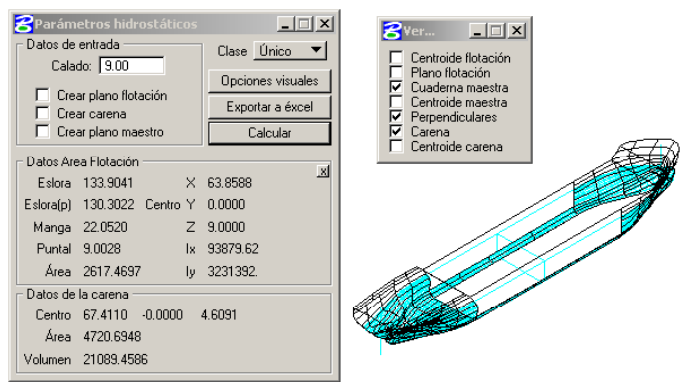 Parámetros hidrostáticos
Datos de entrada
Calado: 9.00
Clase Único
Crear plano flotación
Crear carena
Crear plano maestro
Opciones visuales
Exportar a éxcel
Calcular
Datos Area Flotación
x
Eslora 133.9041 X 63.8588
Eslora(p) 130.3022 Centro Y 0.0000
Manga 22.0520 Z 9.0000
Puntal 9.0028 Ix 93879.62
Área 2617.4697 Iy 3231392.
Datos de la carena
Centro 67.4110 -0.0000 4.6091
Área 4720.6948
Volumen 21089.4586
Ver...
Centroide flotación
Plano flotación
Cuaderna maestra
Centroide maestra
Perpendiculares
Carena
Centroide carena